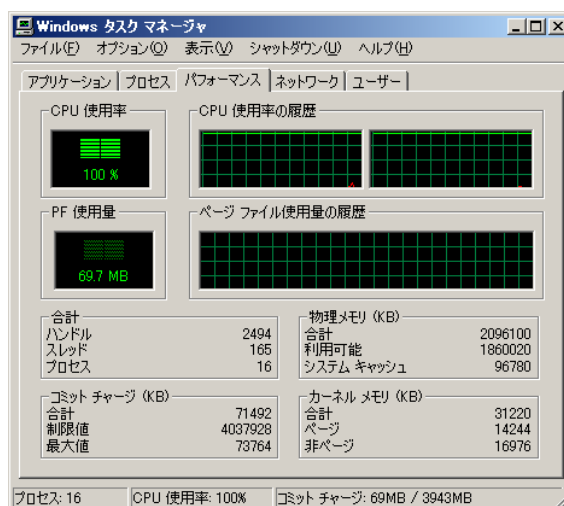 Windows タスク マネージャ
ファイル(F) オプション(O) 表示(V) シャットダウン(U) ヘルプ(H)
アプリケーション プロセス パフォーマンス ネットワーク ユーザー
CPU 使用率 CPU 使用率の履歴
100 %
PF 使用量 ページ ファイル使用量の履歴
69.7 MB
合計 物理メモリ (KB)
ハンドル 2494 合計 2096100
スレッド 165 利用可能 1860020
プロセス 16 システム キャッシュ 96780
コミット チャージ (KB) カーネル メモリ (KB)
合計 71492 合計 31220
制限値 4037928 ページ 14244
最大値 73764 非ページ 16976
プロセス: 16 CPU 使用率: 100% コミット チャージ: 69MB / 3943MB